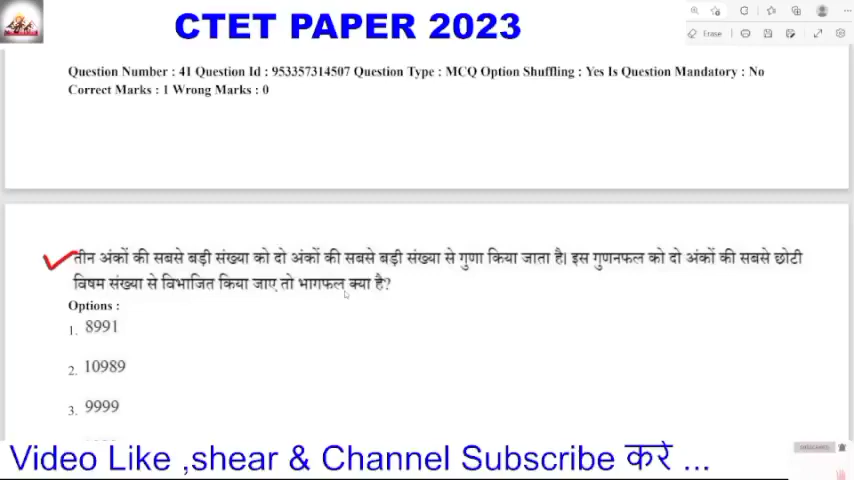 CTET PAPER 2023
Erase
Question Number : 41 Question Id : 953357314507 Question Type : MCQ Option Shuffling : Yes Is Question Mandatory : No
Correct Marks : 1 Wrong Marks : 0
तीन अंकों की सबसे बड़ी संख्या को दो अंकों की सबसे बड़ी संख्या से गुणा किया जाता है। इस गुणनफल को दो अंकों की सबसे छोटी
विषम संख्या से विभाजित किया जाए तो भागफल क्या है?
Options :
1. 8991
2. 10989
3. 9999
Video Like ,shear & Channel Subscribe करे ...